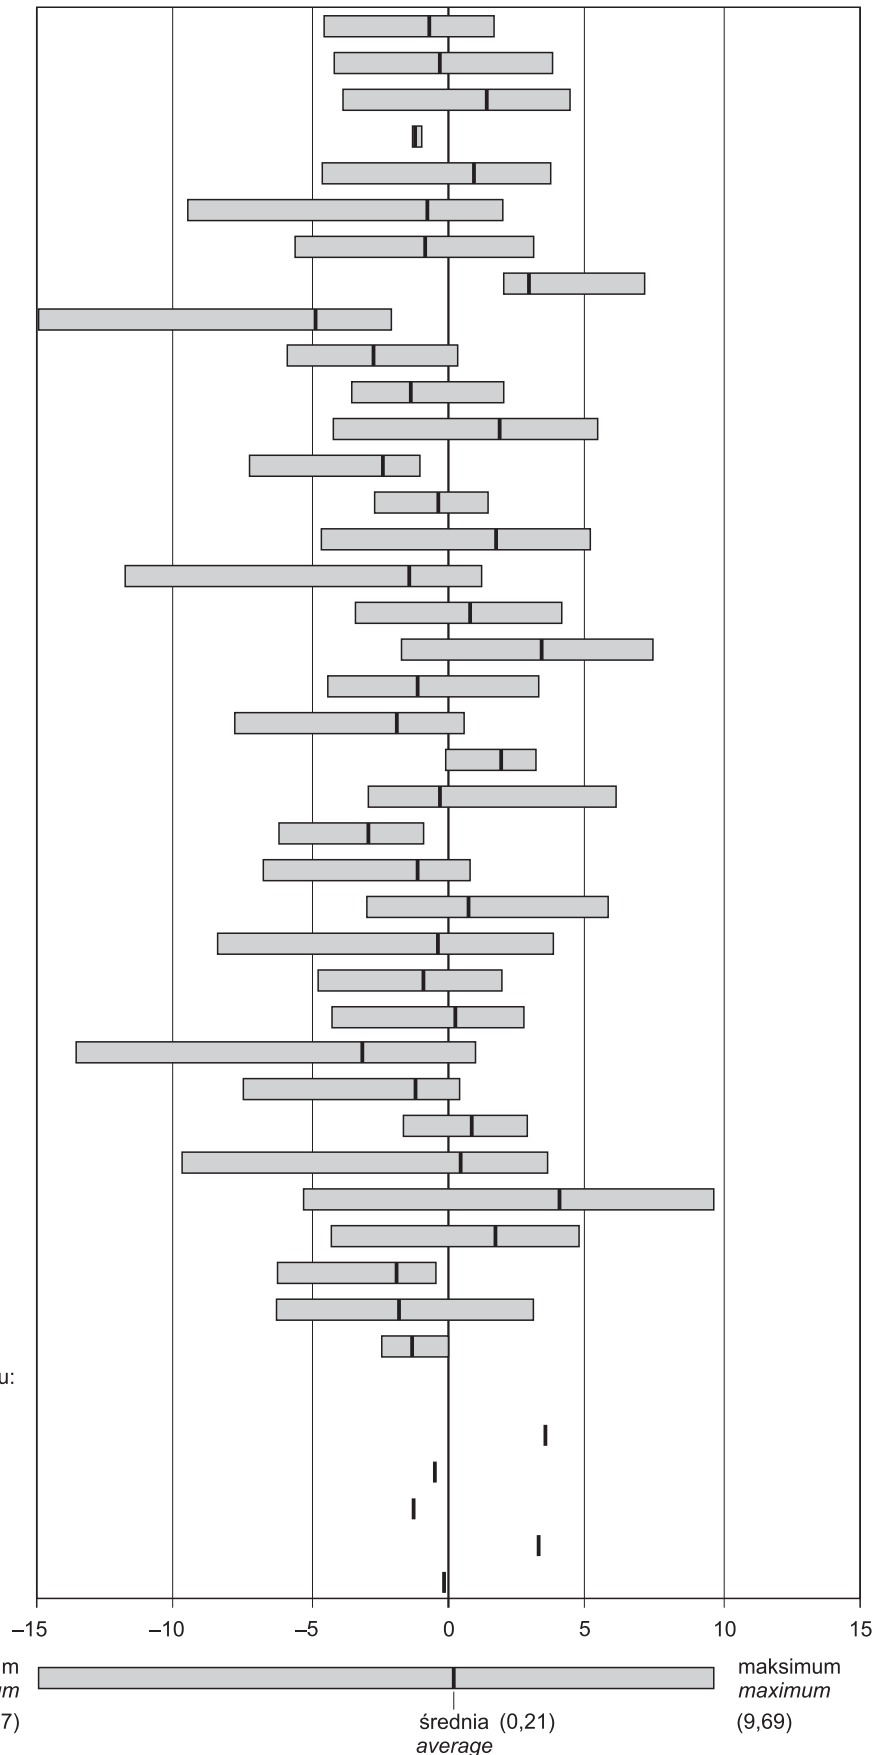 u:
–15 –10 –5 0 5 10 15
m maksimum
um maximum
7) średnia (0,21) (9,69)
average